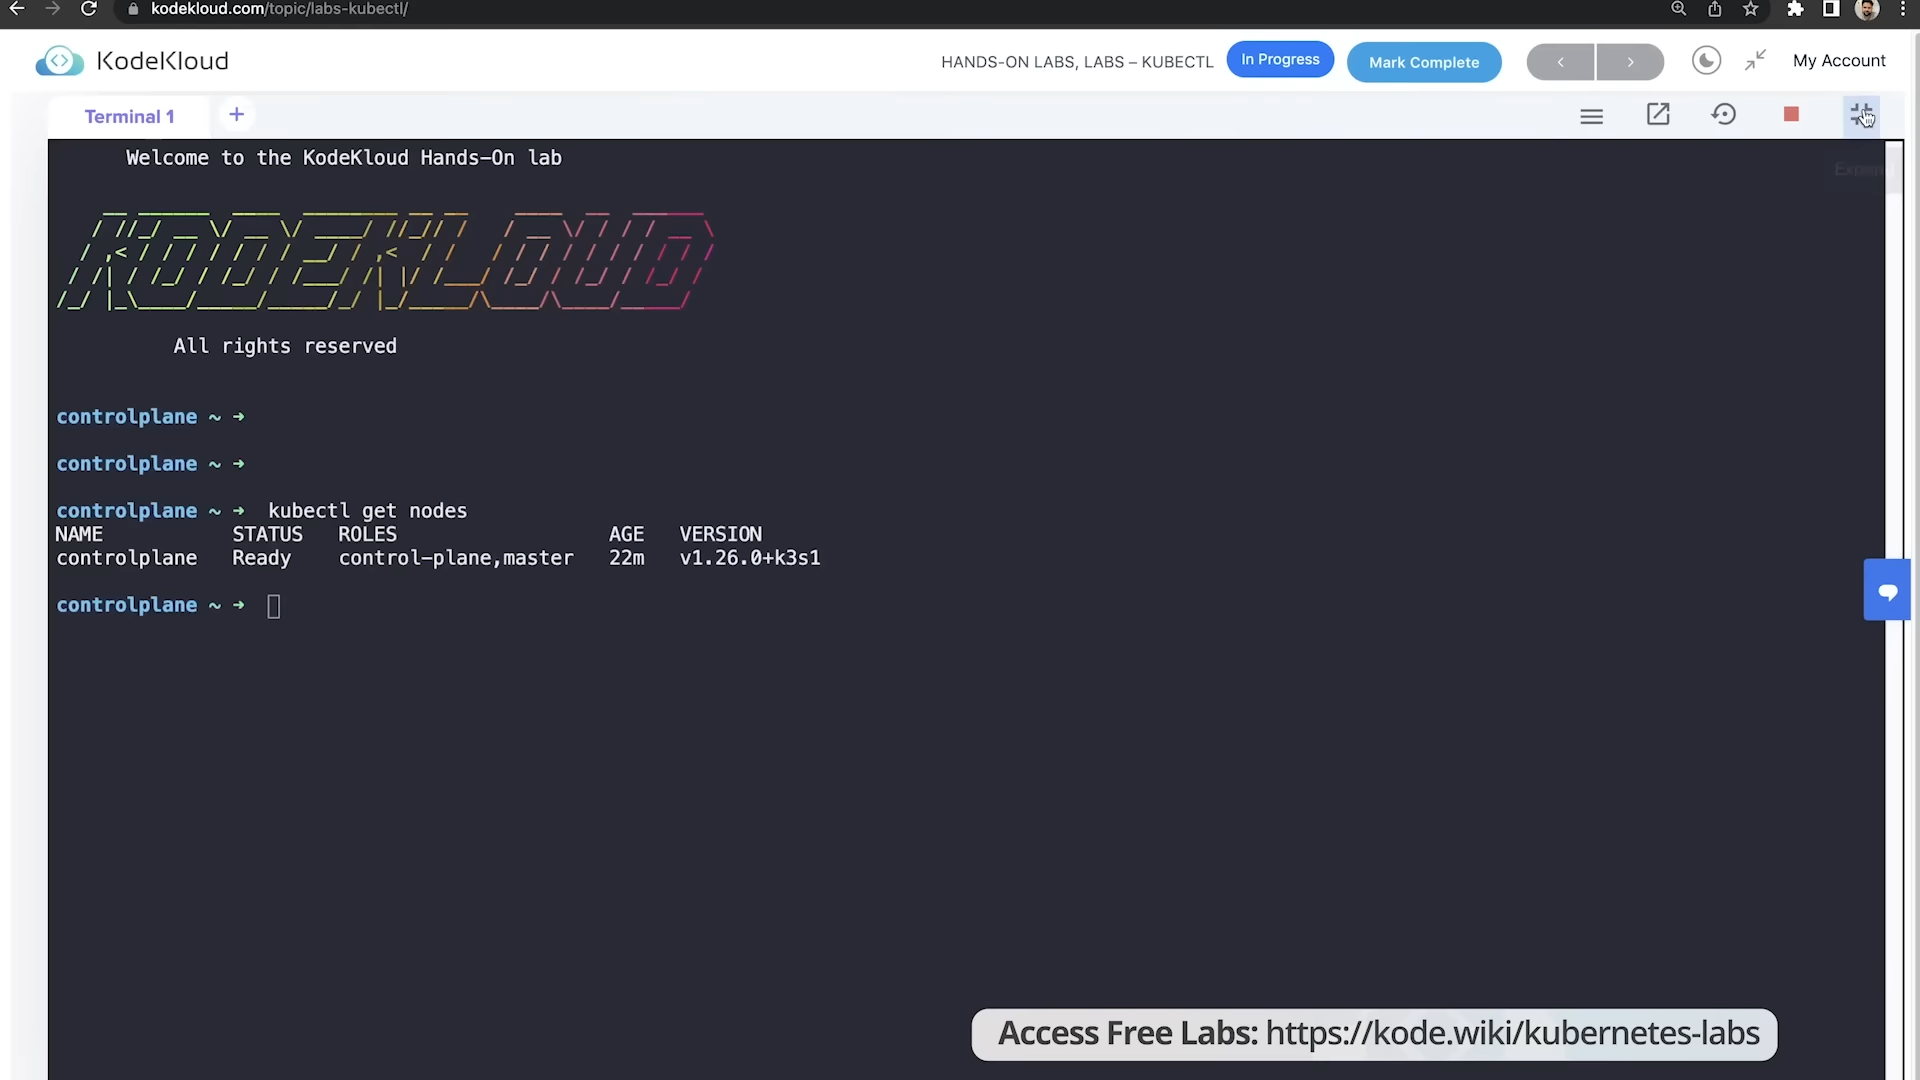 kodekloud.com/topic/labs-kubectl/
KodeKloud
HANDS-ON LABS, LABS – KUBECTL
In Progress
Mark Complete
My Account
Terminal 1
Welcome to the KodeKloud Hands-On lab
KODEKLOUD
All rights reserved
controlplane ~ ➜
controlplane ~ ➜
controlplane ~ ➜ kubectl get nodes
NAME STATUS ROLES AGE VERSION
controlplane Ready control-plane,master 22m v1.26.0+k3s1
controlplane ~ ➜
Access Free Labs: https://kode.wiki/kubernetes-labs